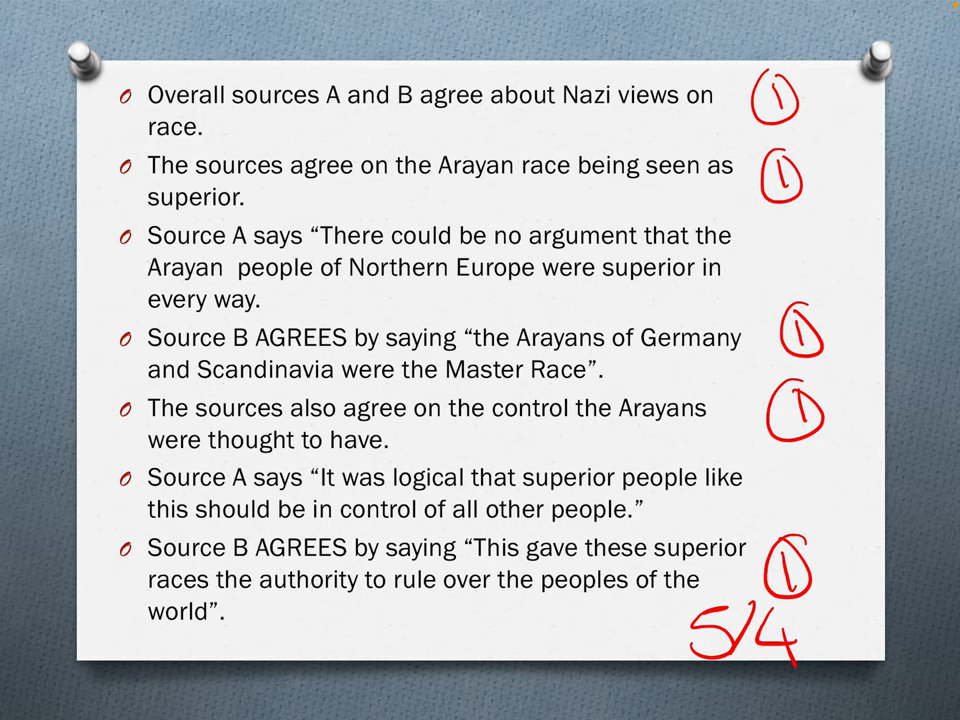 Overall sources A and B agree about Nazi views on
race.
①
The sources agree on the Arayan race being seen as
superior.
①
Source A says “There could be no argument that the
Arayan  people of Northern Europe were superior in
every way.
Source B AGREES by saying “the Arayans of Germany
and Scandinavia were the Master Race”.
①
The sources also agree on the control the Arayans
were thought to have.
①
Source A says “It was logical that superior people like
this should be in control of all other people.”
Source B AGREES by saying “This gave these superior
races the authority to rule over the peoples of the
world”.
①
5/4